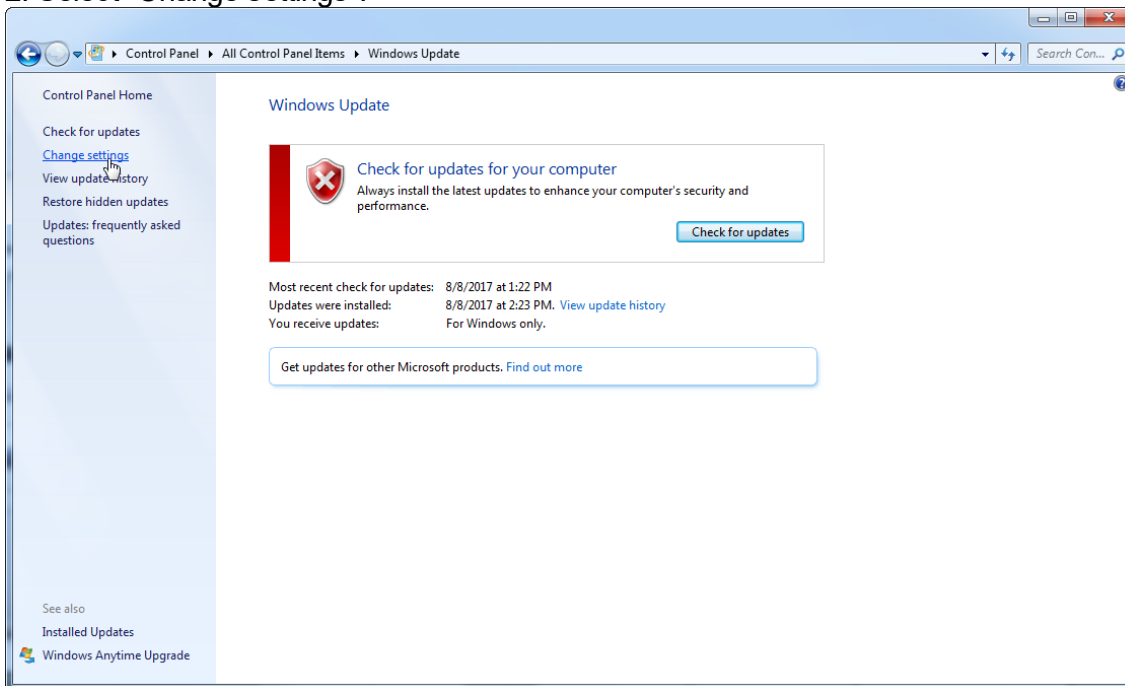 2. Select "Change settings".
Control Panel ▸ All Control Panel Items ▸ Windows Update
Search Con...
Control Panel Home
Check for updates
Change settings
View update history
Restore hidden updates
Updates: frequently asked
questions
Windows Update
Check for updates for your computer
Always install the latest updates to enhance your computer's security and
performance.
Check for updates
Most recent check for updates: 8/8/2017 at 1:22 PM
Updates were installed: 8/8/2017 at 2:23 PM. View update history
You receive updates: For Windows only.
Get updates for other Microsoft products. Find out more
See also
Installed Updates
Windows Anytime Upgrade